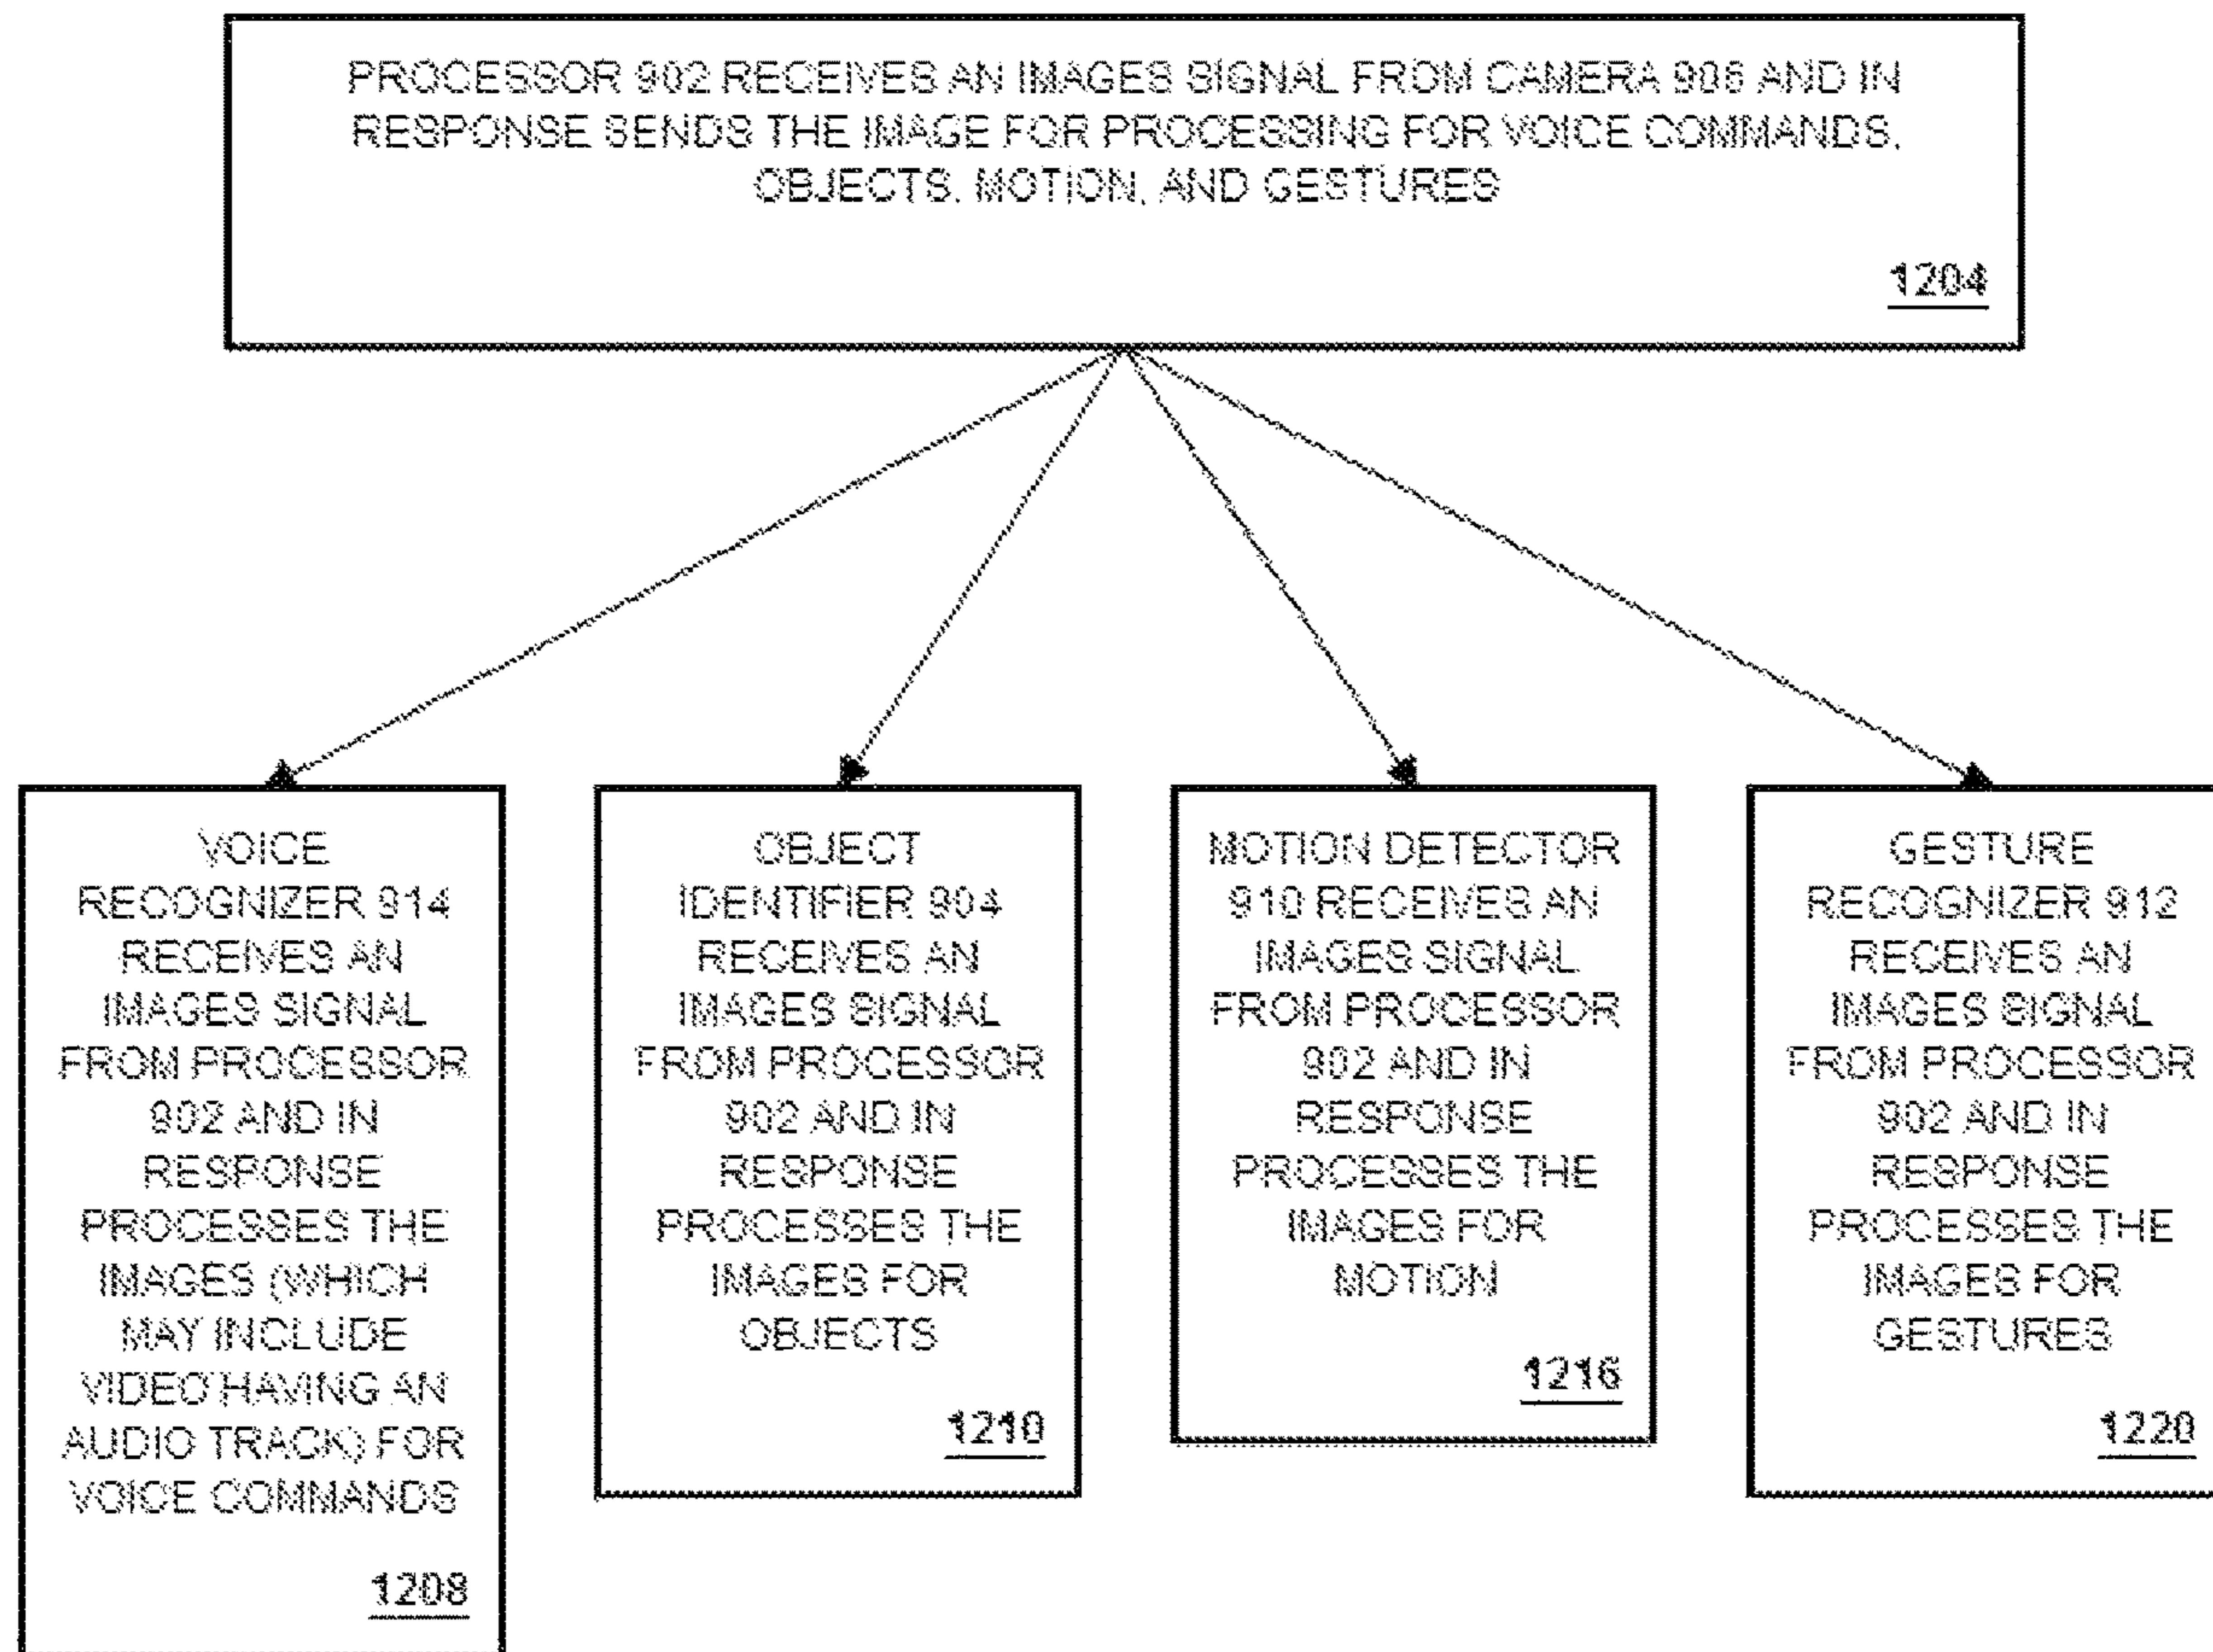 PROCESSOR 902 RECEIVES AN IMAGES SIGNAL FROM CAMERA 906 AND IN
RESPONSE SENDS THE IMAGE FOR PROCESSING FOR VOICE COMMANDS,
OBJECTS, MOTION, AND GESTURES
1204
VOICE
RECOGNIZER 914
RECEIVES AN
IMAGES SIGNAL
FROM PROCESSOR
902 AND IN
RESPONSE
PROCESSES THE
IMAGES (WHICH
MAY INCLUDE
VIDEO HAVING AN
AUDIO TRACK) FOR
VOICE COMMANDS
1208
OBJECT
IDENTIFIER 904
RECEIVES AN
IMAGES SIGNAL
FROM PROCESSOR
902 AND IN
RESPONSE
PROCESSES THE
IMAGES FOR
OBJECTS
1210
MOTION DETECTOR
910 RECEIVES AN
IMAGES SIGNAL
FROM PROCESSOR
902 AND IN
RESPONSE
PROCESSES THE
IMAGES FOR
MOTION
1216
GESTURE
RECOGNIZER 912
RECEIVES AN
IMAGES SIGNAL
FROM PROCESSOR
902 AND IN
RESPONSE
PROCESSES THE
IMAGES FOR
GESTURES
1220